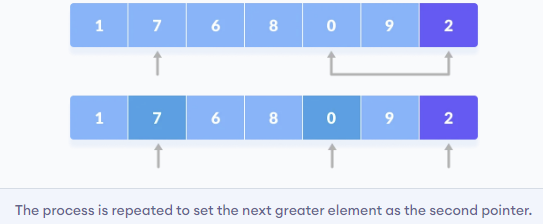 1 7 6 8 0 9 2
1 7 6 8 0 9 2
The process is repeated to set the next greater element as the second pointer.